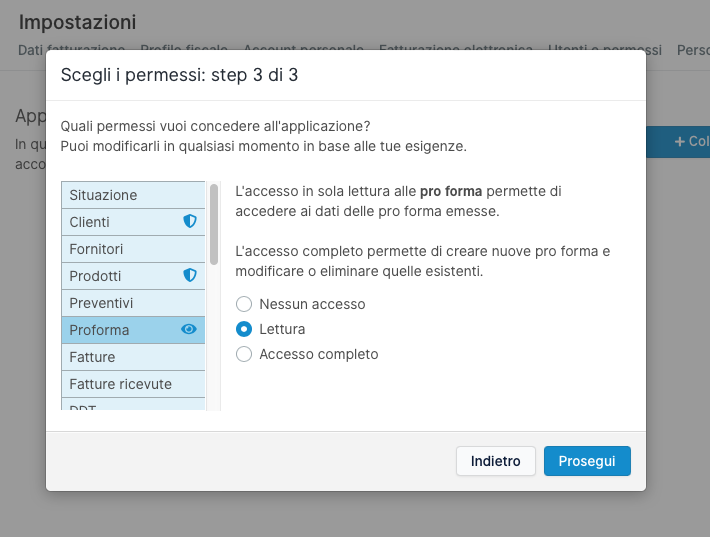 Impostazioni
Dati fatturazione Profilo fiscale Account personale Fatturazione elettronica Utenti e permessi Perso
App
In qu
acco
+ Col
Scegli i permessi: step 3 di 3
Quali permessi vuoi concedere all'applicazione?
Puoi modificarli in qualsiasi momento in base alle tue esigenze.
Situazione
Clienti
Fornitori
Prodotti
Preventivi
Proforma
Fatture
Fatture ricevute
DDT
L'accesso in sola lettura alle pro forma permette di
accedere ai dati delle pro forma emesse.
L'accesso completo permette di creare nuove pro forma e
modificare o eliminare quelle esistenti.
Nessun accesso
Lettura
Accesso completo
Indietro
Prosegui